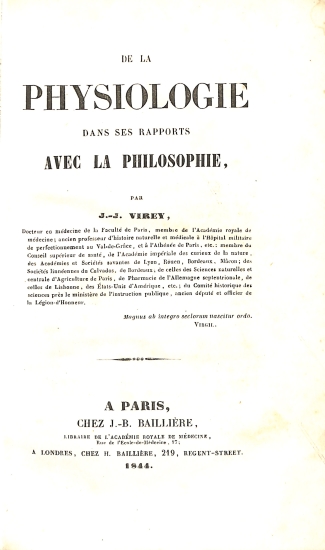 DE LA
PHYSIOLOGIE
DANS SES RAPPORTS
AVEC LA PHILOSOPHIE,
PAR
J.-J. VIREY,
Docteur en médecine de la Faculté de Paris, membre de l'Académie royale de
médecine; ancien professeur d'histoire naturelle et médicale à l'Hôpital militaire
de perfectionnement au Val-de-Grâce, et à l'Athénée de Paris, etc.; membre du
Conseil supérieur de santé, de l'Académie impériale des curieux de la nature,
des Académies et Sociétés savantes de Lyon, Rouen, Bordeaux, Mâcon; des
Sociétés linnéennes du Calvados, de Bordeaux, de celles des Sciences naturelles et
centrale d'Agriculture de Paris, de Pharmacie de l'Allemagne septentrionale, de
celles de Lisbonne, des États-Unis d'Amérique, etc.; du Comité historique des
sciences près le ministère de l'instruction publique, ancien député et officier de
la Légion-d'Honneur.
Magnus ab integro seclorum nascitur ordo.
VIRGIL.
A PARIS,
CHEZ J.-B. BAILLIÈRE,
LIBRAIRE DE L'ACADÉMIE ROYALE DE MÉDECINE,
Rue de l'Ecole-de-Médecine, 17;
A LONDRES, CHEZ H. BAILLIÈRE, 219, REGENT-STREET.
1844.